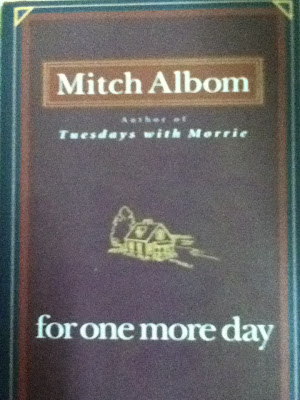 Mitch Albom
Author of
Tuesdays with Morrie
for one more day